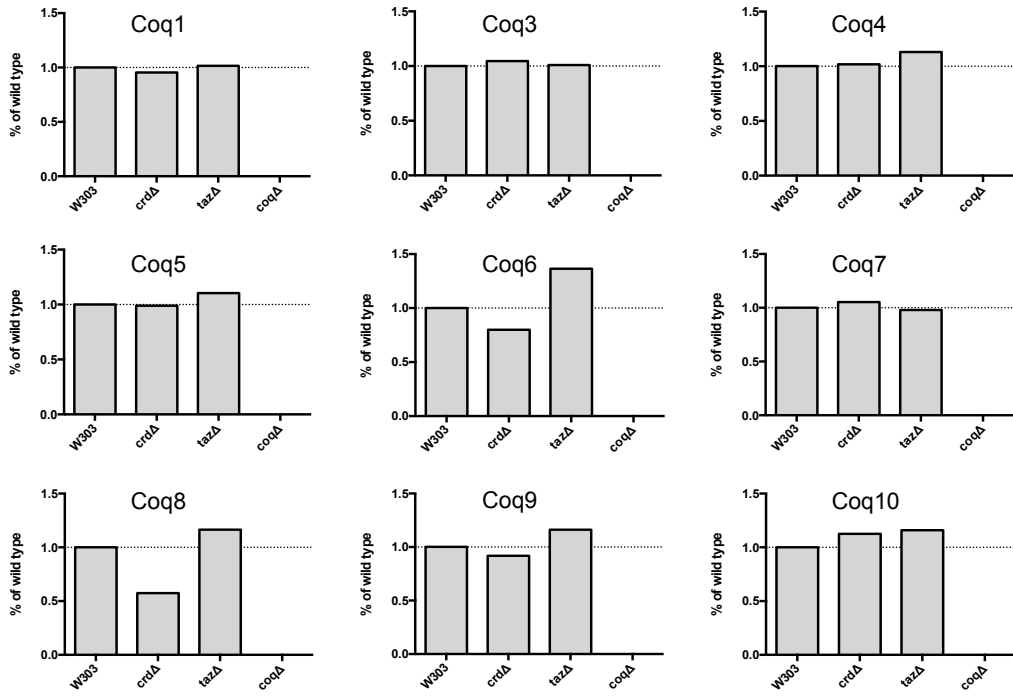 Coq1
% of wild type
1.5
1.0
0.5
0.0
W303
crdΔ
tazΔ
coqΔ
Coq3
% of wild type
1.5
1.0
0.5
0.0
W303
crdΔ
tazΔ
coqΔ
Coq4
% of wild type
1.5
1.0
0.5
0.0
W303
crdΔ
tazΔ
coqΔ
Coq5
% of wild type
1.5
1.0
0.5
0.0
W303
crdΔ
tazΔ
coqΔ
Coq6
% of wild type
1.5
1.0
0.5
0.0
W303
crdΔ
tazΔ
coqΔ
Coq7
% of wild type
1.5
1.0
0.5
0.0
W303
crdΔ
tazΔ
coqΔ
Coq8
% of wild type
1.5
1.0
0.5
0.0
W303
crdΔ
tazΔ
coqΔ
Coq9
% of wild type
1.5
1.0
0.5
0.0
W303
crdΔ
tazΔ
coqΔ
Coq10
% of wild type
1.5
1.0
0.5
0.0
W303
crdΔ
tazΔ
coqΔ